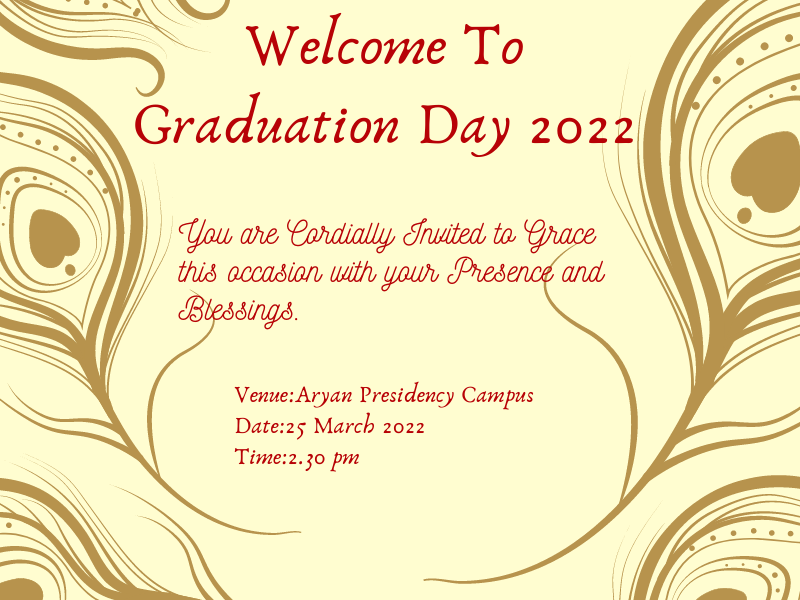 Welcome To
Graduation Day 2022
You are Cordially Invited to Grace
this occasion with your Presence and
Blessings.
Venue:Aryan Presidency Campus
Date:25 March 2022
Time:2.30 pm